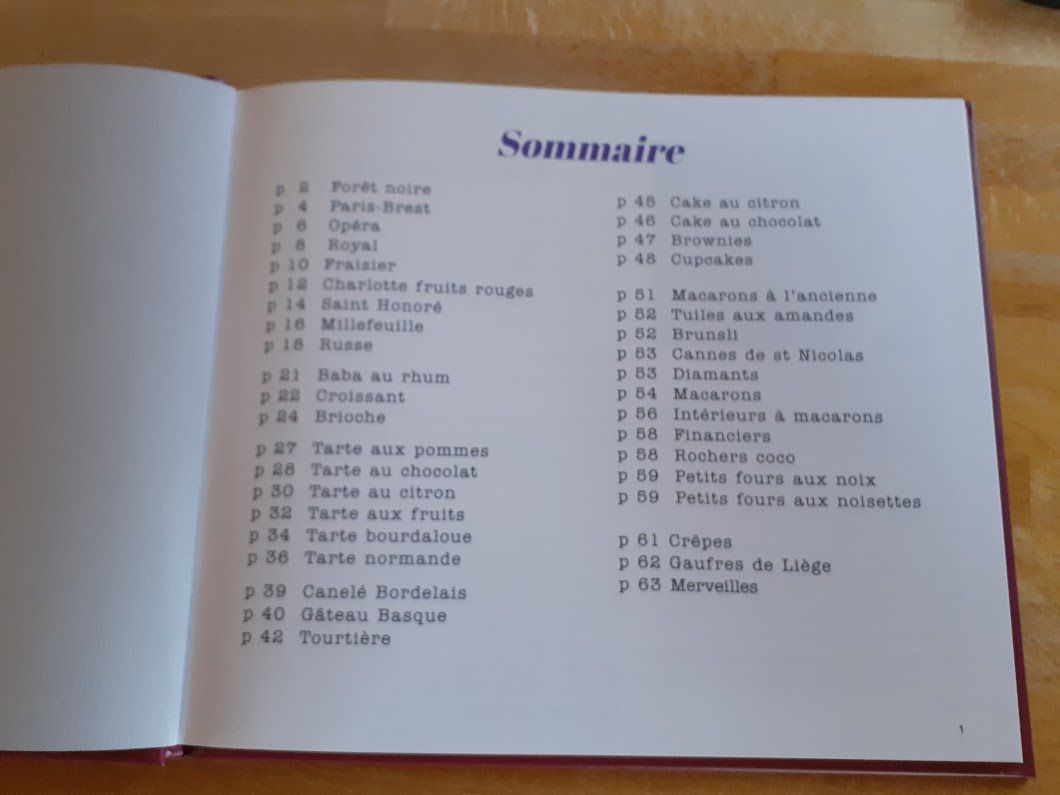 Sommaire
p 2 Forêt noire
p 4 Paris-Brest
p 6 Opéra
p 8 Royal
p 10 Fraisier
p 12 Charlotte fruits rouges
p 14 Saint Honoré
p 16 Millefeuille
p 18 Russe
p 21 Baba au rhum
p 22 Croissant
p 24 Brioche
p 27 Tarte aux pommes
p 28 Tarte au chocolat
p 30 Tarte au citron
p 32 Tarte aux fruits
p 34 Tarte bourdaloue
p 36 Tarte normande
p 39 Canelé Bordelais
p 40 Gâteau Basque
p 42 Tourtière
p 45 Cake au citron
p 46 Cake au chocolat
p 47 Brownies
p 48 Cupcakes
p 51 Macarons à l'ancienne
p 52 Tuiles aux amandes
p 52 Brunsli
p 53 Cannes de st Nicolas
p 53 Diamants
p 54 Macarons
p 56 Intérieurs à macarons
p 58 Financiers
p 58 Rochers coco
p 59 Petits fours aux noix
p 59 Petits fours aux noisettes
p 61 Crêpes
p 62 Gaufres de Liège
p 63 Merveilles
1